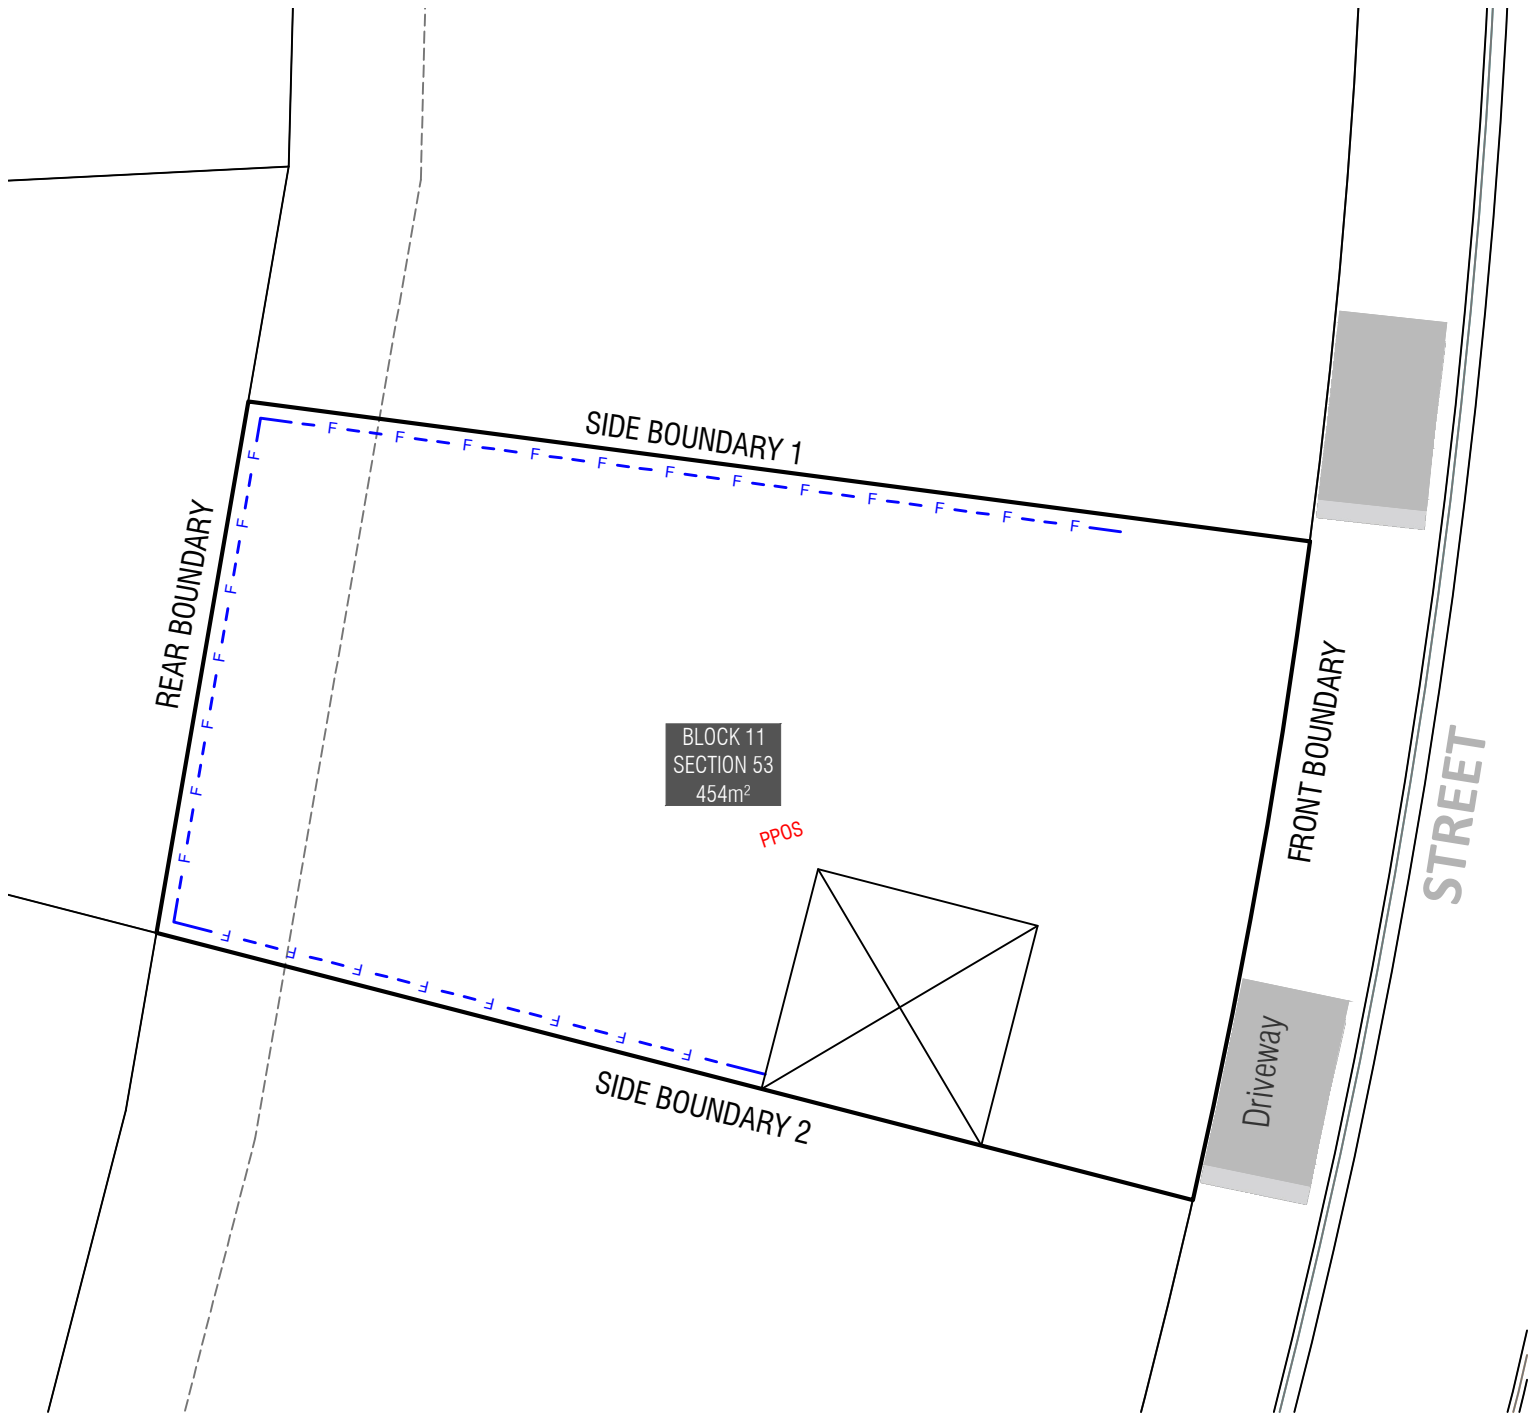 SIDE BOUNDARY 1
F F F F F F F F F F F F
REAR BOUNDARY
F F F F F F F
FRONT BOUNDARY
STREET
BLOCK 11
SECTION 53
454m²
PPOS
Driveway
F F F F F F F F
SIDE BOUNDARY 2